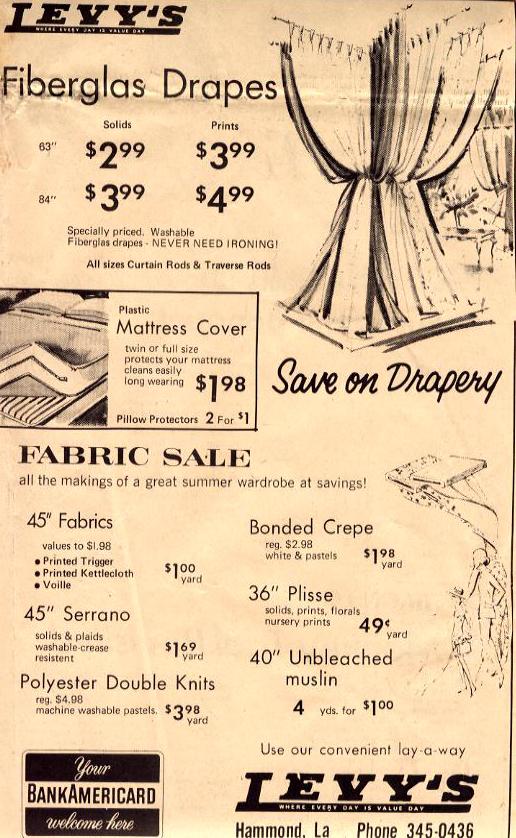 LEVY'S
WHERE EVERY DAY IS VALUE DAY
Fiberglas Drapes
Solids Prints
63" $2.99 $3.99
84" $3.99 $4.99
Specially priced. Washable
Fiberglas drapes - NEVER NEED IRONING!
All sizes Curtain Rods & Traverse Rods
Plastic
Mattress Cover
twin or full size
protects your mattress
cleans easily
long wearing $1.98
Pillow Protectors 2 For $1
Save on Drapery
FABRIC SALE
all the makings of a great summer wardrobe at savings!
45" Fabrics
values to $1.98
• Printed Trigger
• Printed Kettlecloth
• Voille
$1.00 yard
45" Serrano
solids & plaids
washable-crease
resistent
$1.69 yard
Polyester Double Knits
reg. $4.98
machine washable pastels. $3.98 yard
Bonded Crepe
reg. $2.98
white & pastels $1.98 yard
36" Plisse
solids, prints, florals
nursery prints 49¢ yard
40" Unbleached
muslin
4 yds. for $1.00
Use our convenient lay-a-way
Your
BANKAMERICARD
welcome here
LEVY'S
WHERE EVERY DAY IS VALUE DAY
Hammond, La Phone 345-0436